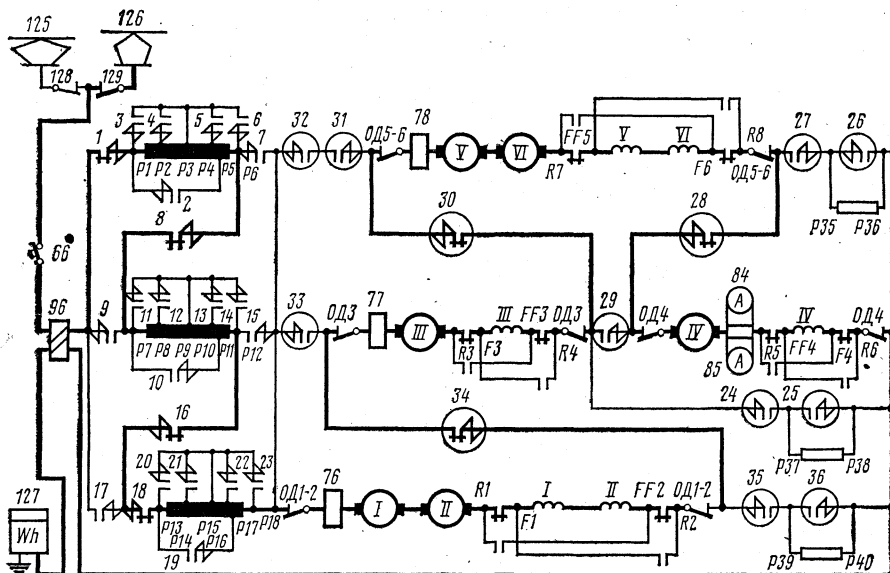 125 126
128 129
1 3 4 5 6 7 32 31 ОД5-6 78 V VI R7 FF5 V VI F6 R8 ОД5-6 27 26
P1 P2 P3 P4 P5 P6
2
8 30 28 P35 P36
66
96 9 11 12 13 14 15 33 ОД3 77 III R3 F3 III FF3 ОД3 R4 29 ОД4 IV 84 A A 85 R5 IV FF4 F4 ОД4 R6
P7 P8 P9 P10 P11 P12
10
16 34 24 25
P37 P38
20 21 22 23
17 18 P13 P14 P15 P16 P17 P18 ОД1-2 76 I II R1 F1 I II FF2 ОД1-2 R2 35 36
19
127 Wh
P39 P40